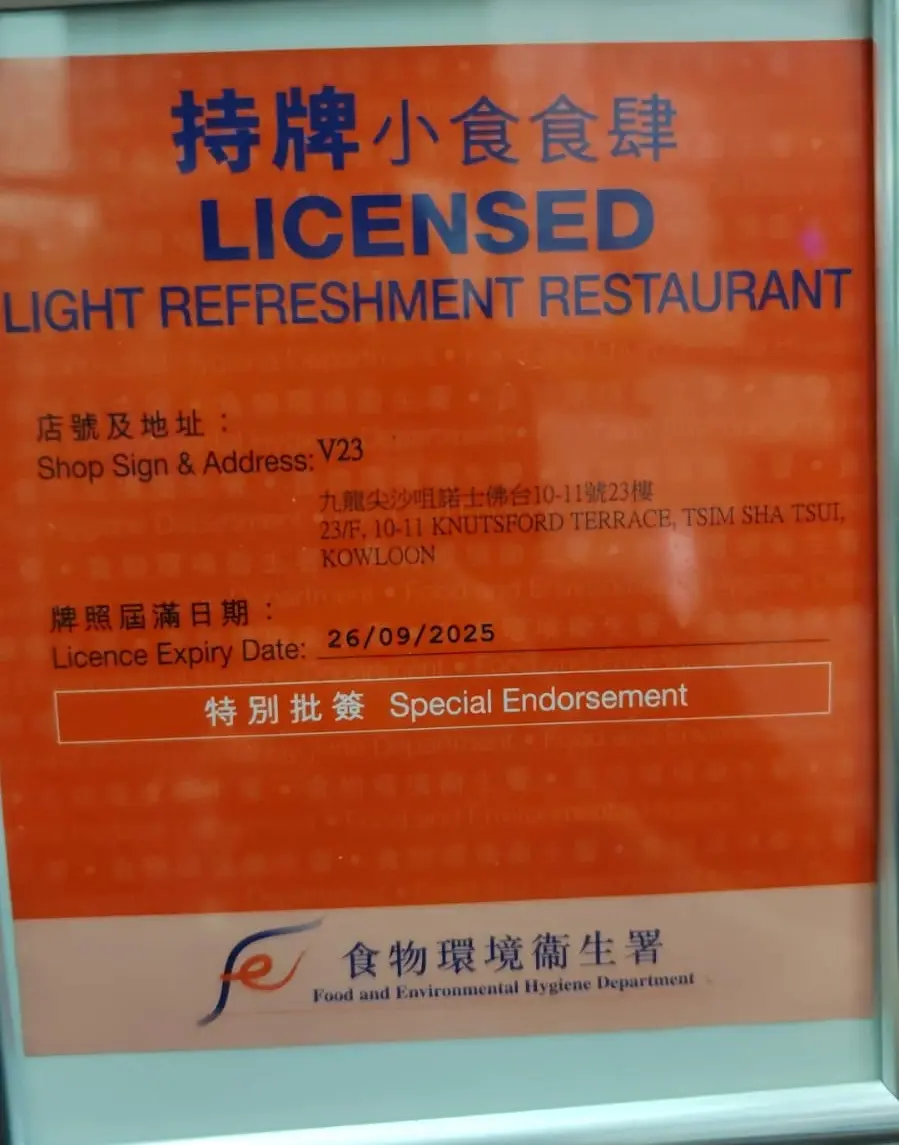 持牌小食食肆
LICENSED
LIGHT REFRESHMENT RESTAURANT
店號及地址：
Shop Sign & Address: V23
九龍尖沙咀諾士佛台10-11號23樓
23/F, 10-11 KNUTSFORD TERRACE, TSIM SHA TSUI,
KOWLOON
牌照屆滿日期：
Licence Expiry Date: 26/09/2025
特別批簽 Special Endorsement
食物環境衞生署
Food and Environmental Hygiene Department